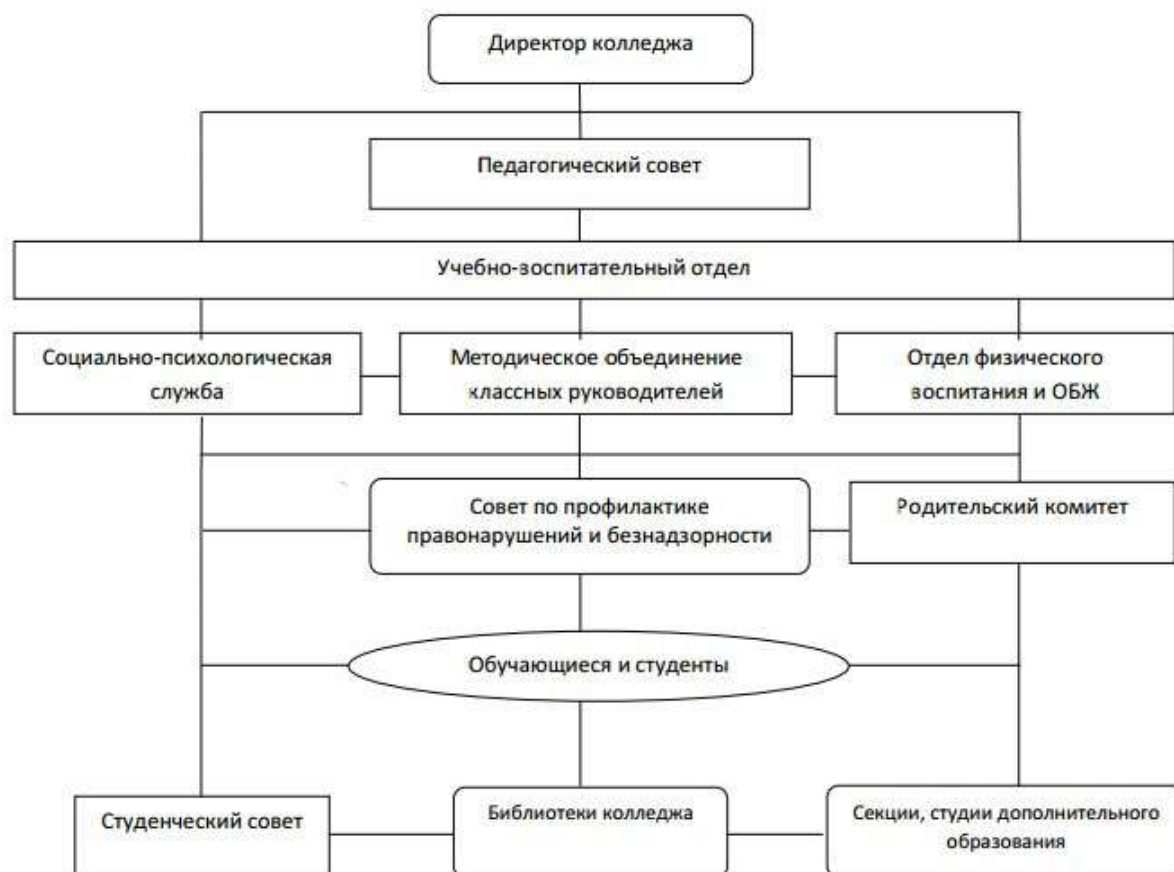 Директор колледжа
Педагогический совет
Учебно-воспитательный отдел
Социально-психологическая
служба
Методическое объединение
классных руководителей
Отдел физического
воспитания и ОБЖ
Совет по профилактике
правонарушений и безнадзорности
Родительский комитет
Обучающиеся и студенты
Студенческий совет
Библиотеки колледжа
Секции, студии дополнительного
образования